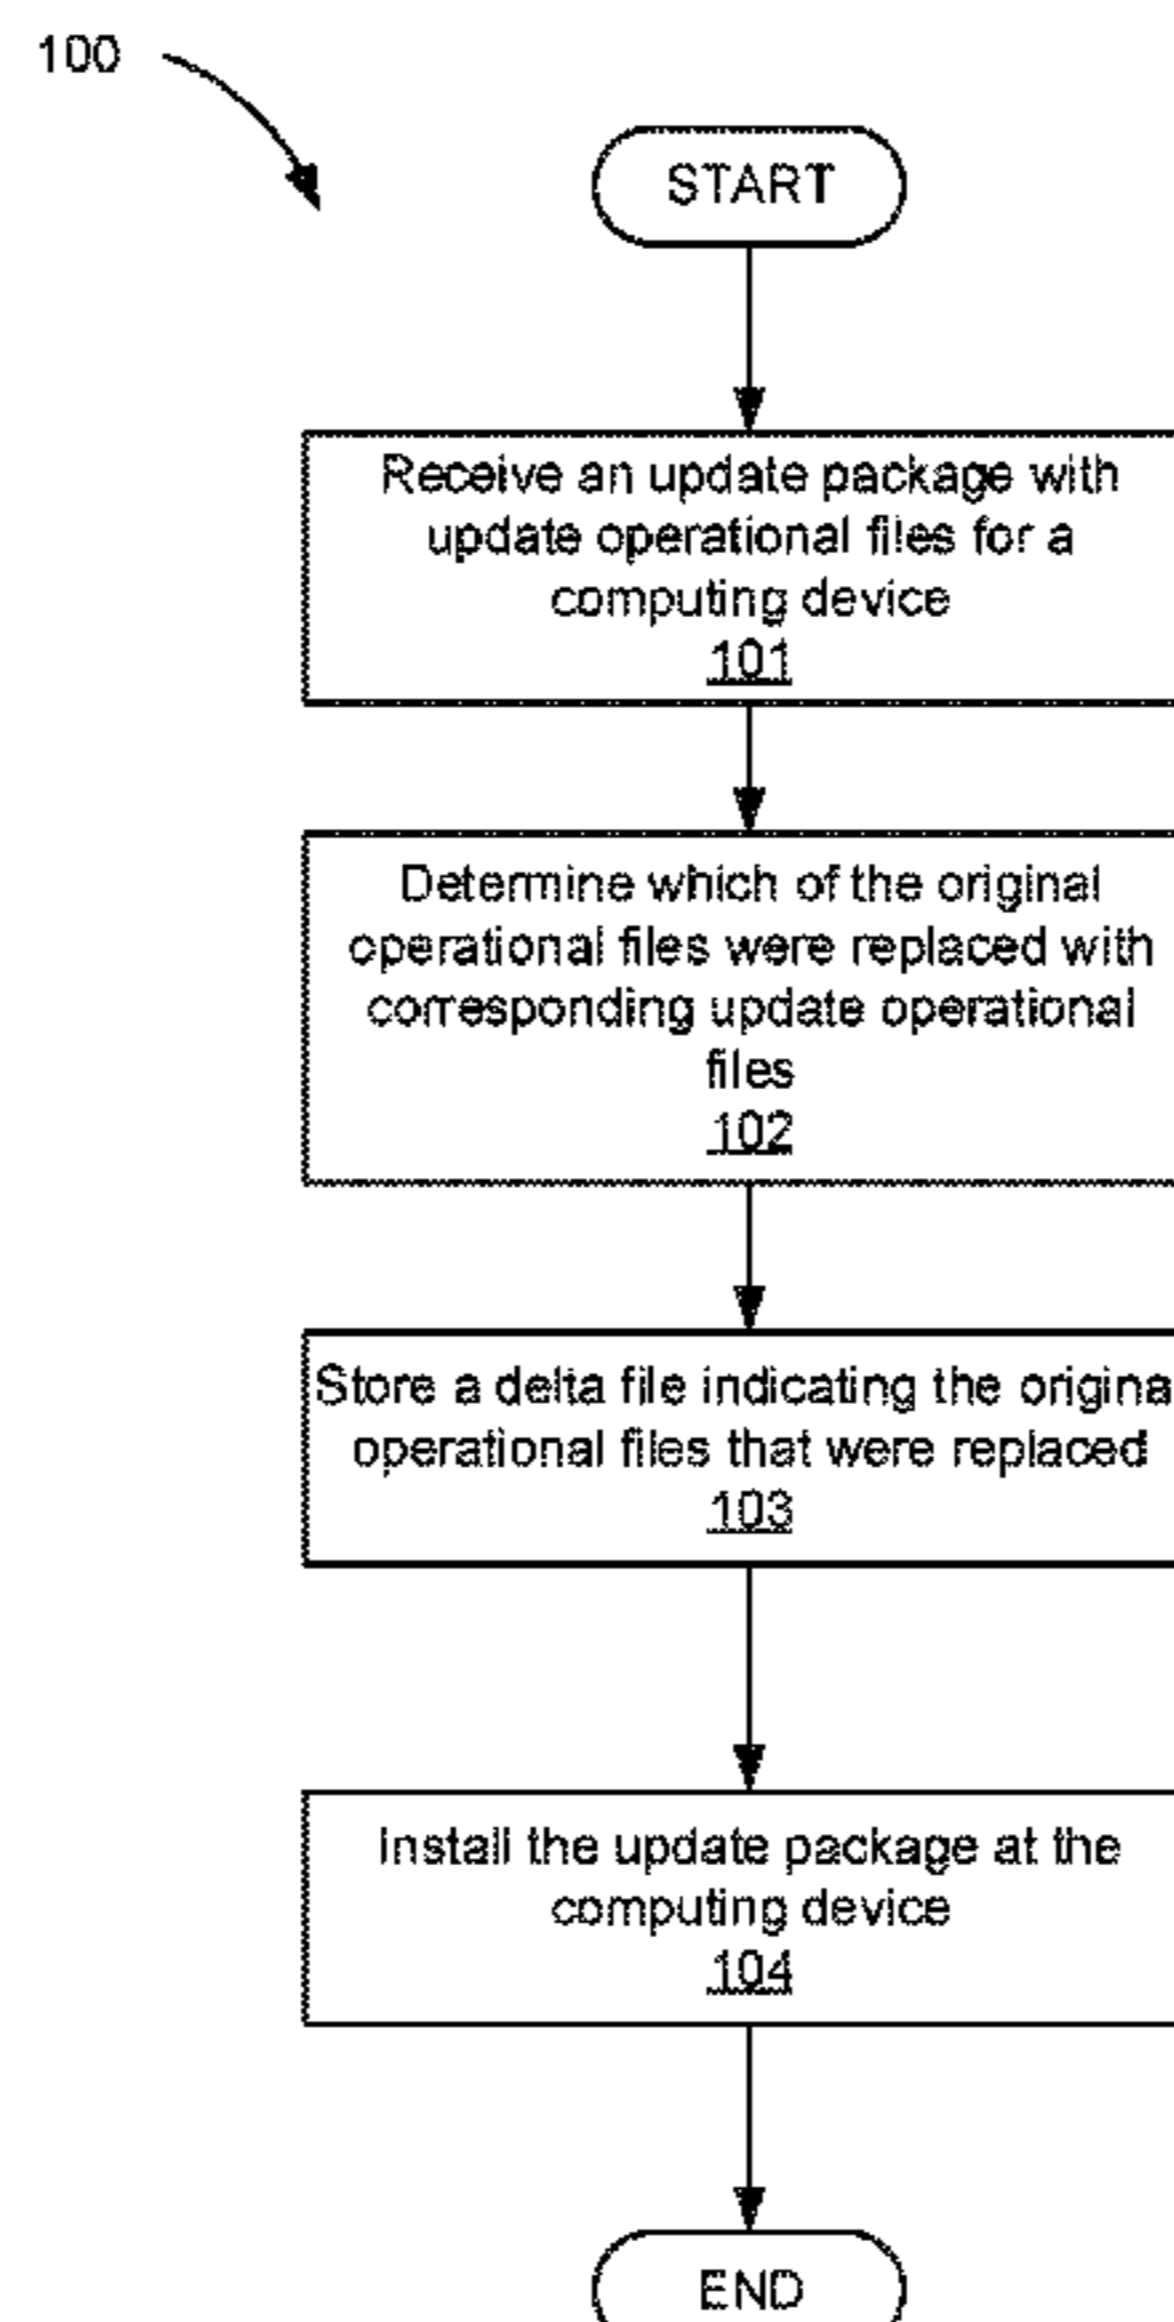 100
START
Receive an update package with
update operational files for a
computing device
101
Determine which of the original
operational files were replaced with
corresponding update operational
files
102
Store a delta file indicating the origina
operational files that were replaced
103
Install the update package at the
computing device
104
END